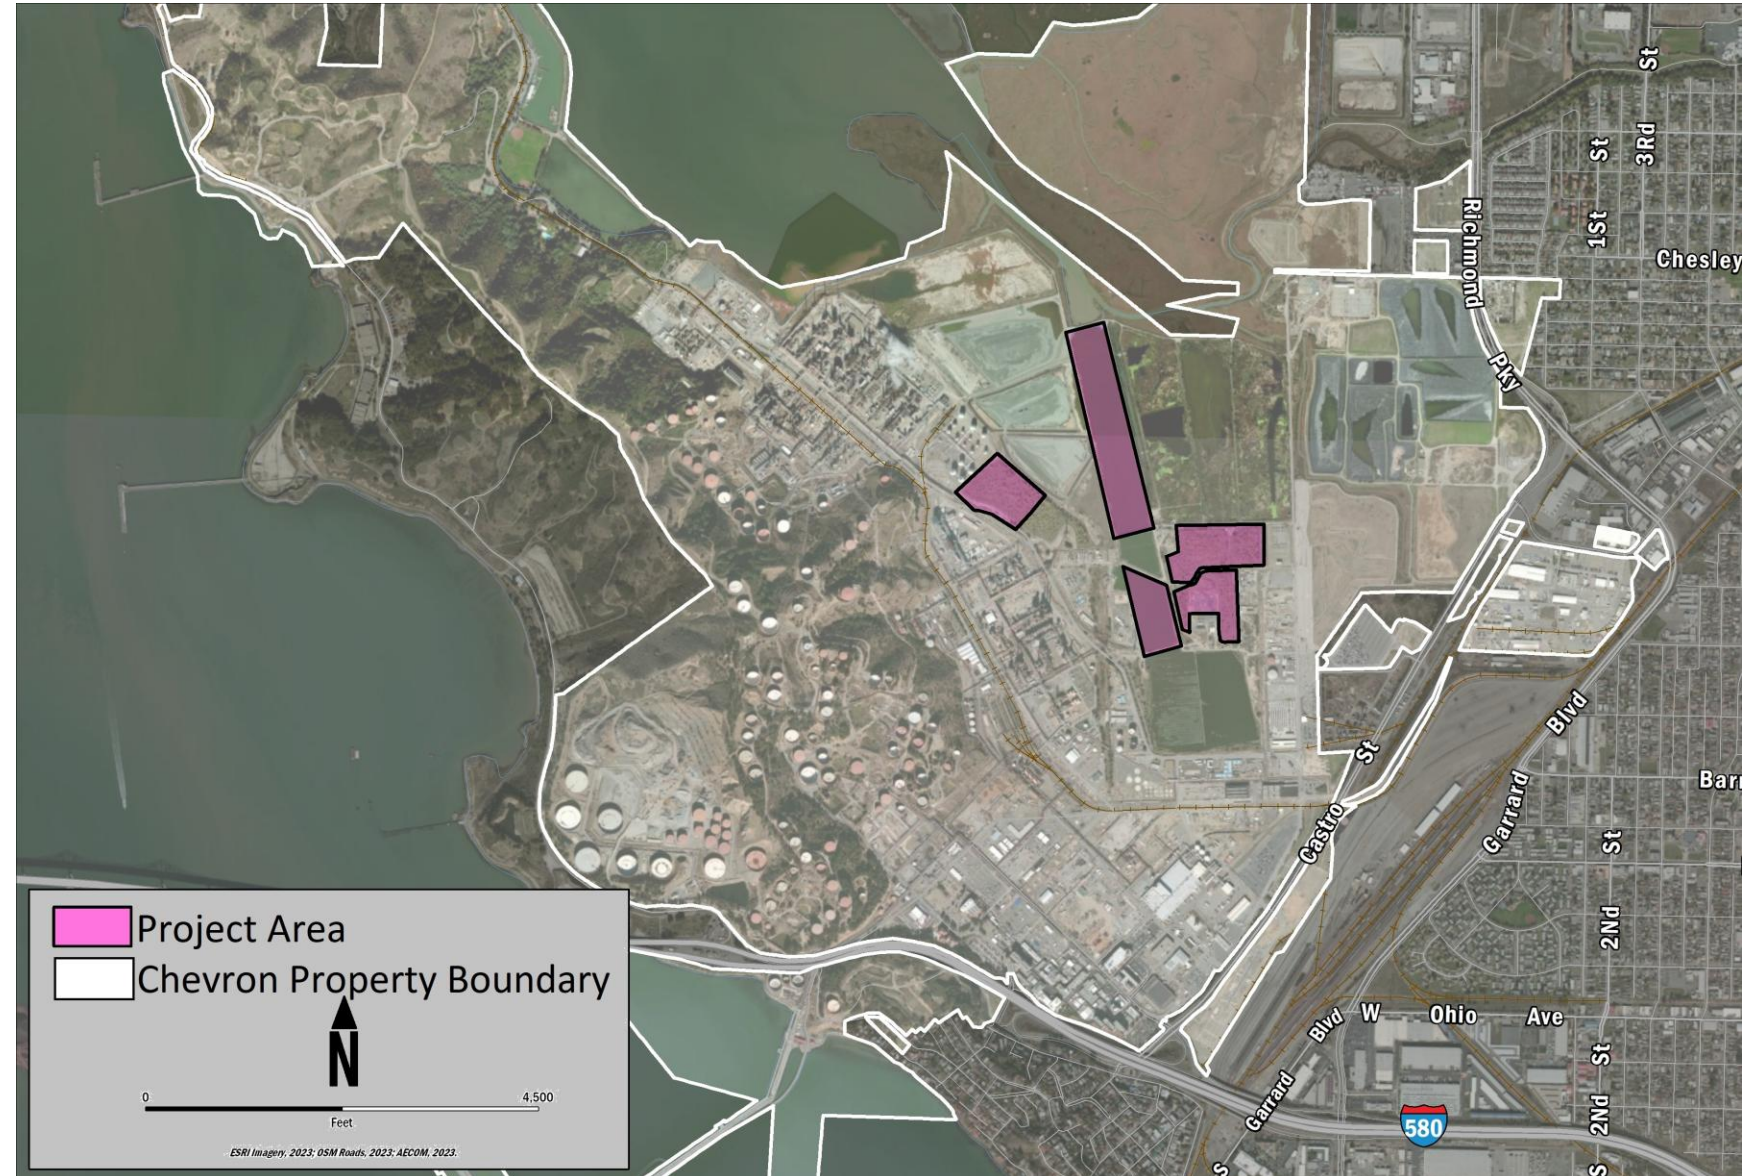 St
3Rd
St
1St
Chesley
Richmond
Pky
Blvd
Garrard
St
Castro
Barr
St
2Nd
Project Area
Chevron Property Boundary
N
0
4,500
Feet
ESRI Imagery, 2023; OSM Roads, 2023; AECOM, 2023.
W
Ohio
Ave
Blvd
Garrard
St
2Nd
S
S
580